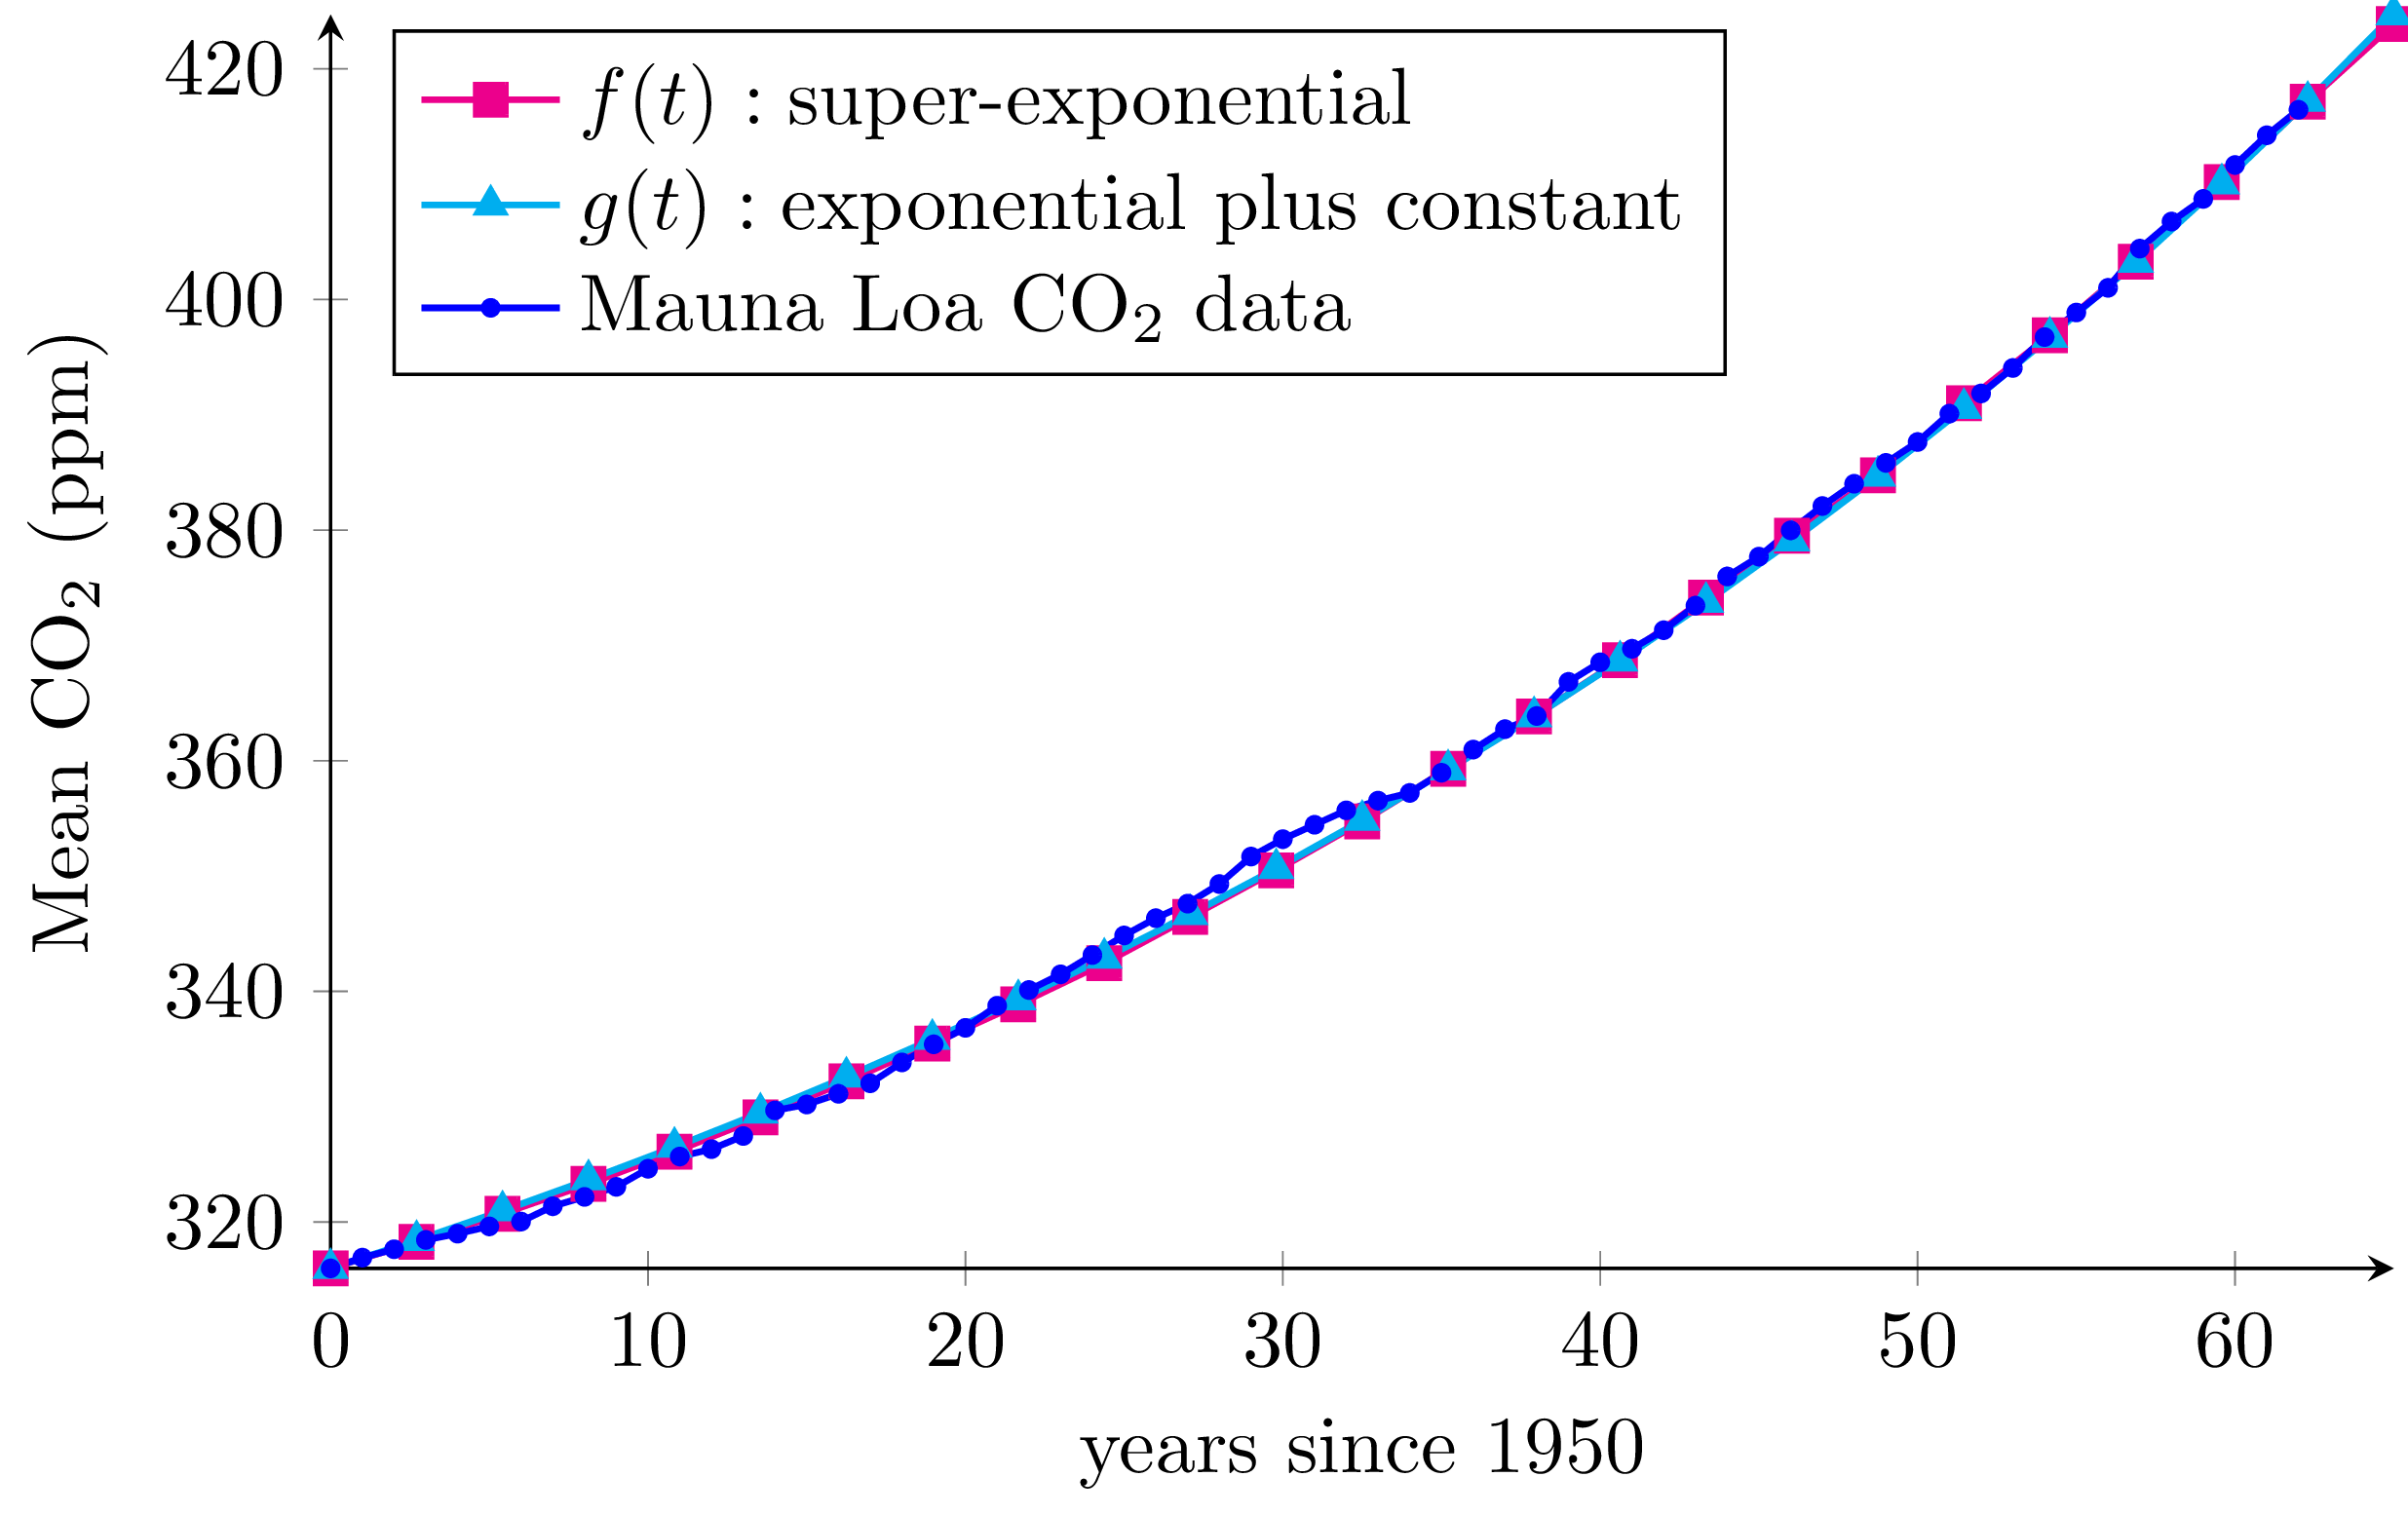 f(t) : super-exponential
g(t) : exponential plus constant
Mauna Loa CO₂ data
Mean CO₂ (ppm)
420
400
380
360
340
320
0 10 20 30 40 50 60
years since 1950